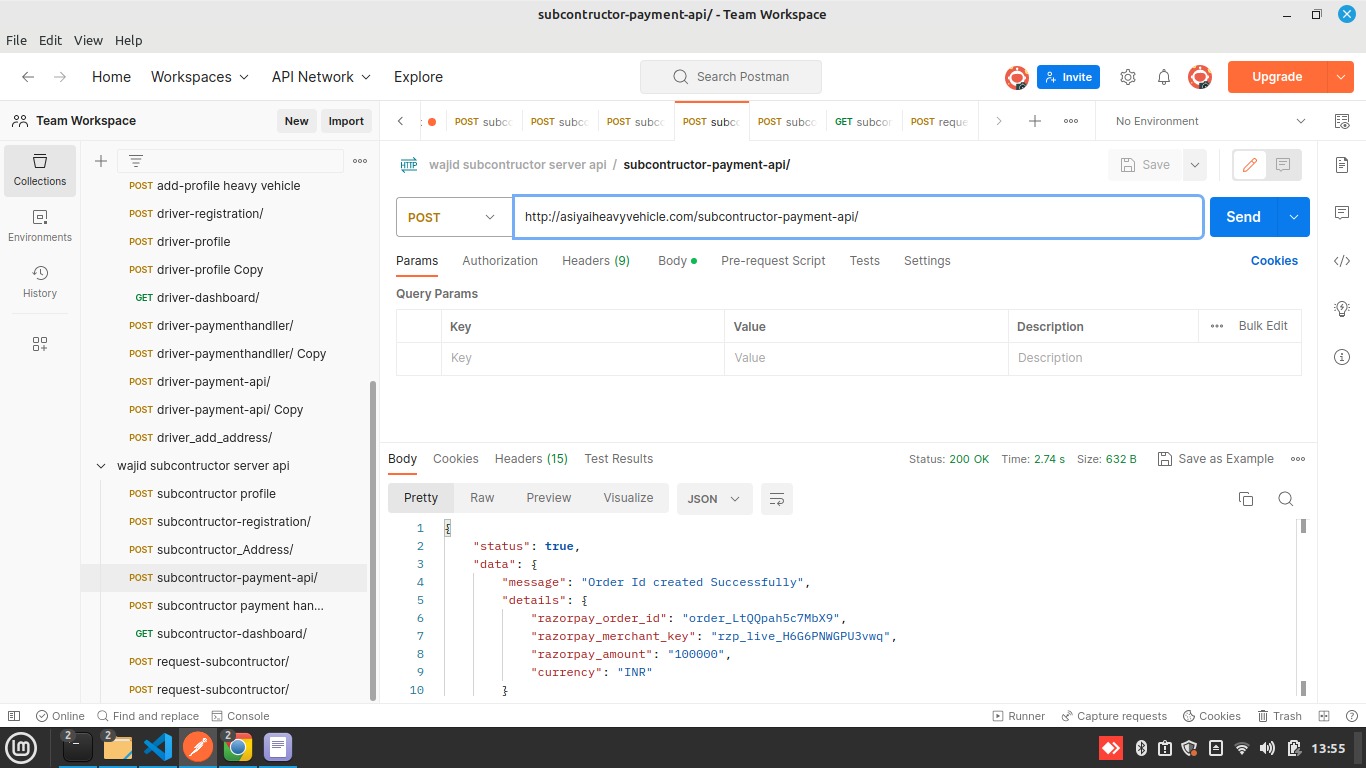 subcontructor-payment-api/ - Team Workspace
File Edit View Help
Home Workspaces API Network Explore
Search Postman
Invite
Upgrade
Team Workspace
New Import
POST subcc
POST subcc
POST subcc
POST subcc
POST subcc
GET subcor
POST reque
No Environment
Collections
Environments
History
POST add-profile heavy vehicle
POST driver-registration/
POST driver-profile
POST driver-profile Copy
GET driver-dashboard/
POST driver-paymenthandller/
POST driver-paymenthandller/ Copy
POST driver-payment-api/
POST driver-payment-api/ Copy
POST driver_add_address/
wajid subcontructor server api
POST subcontructor profile
POST subcontructor-registration/
POST subcontructor_Address/
POST subcontructor-payment-api/
POST subcontructor payment han...
GET subcontructor-dashboard/
POST request-subcontructor/
POST request-subcontructor/
HTTP wajid subcontructor server api / subcontructor-payment-api/
Save
POST http://asiyaiheavyvehicle.com/subcontructor-payment-api/ Send
Params Authorization Headers (9) Body Pre-request Script Tests Settings Cookies
Query Params
Key Value Description Bulk Edit
Key Value Description
Body Cookies Headers (15) Test Results Status: 200 OK Time: 2.74 s Size: 632 B Save as Example
Pretty Raw Preview Visualize JSON
1 {
2 "status": true,
3 "data": {
4 "message": "Order Id created Successfully",
5 "details": {
6 "razorpay_order_id": "order_LtQQpah5c7MbX9",
7 "razorpay_merchant_key": "rzp_live_H6G6PNWGPU3vwq",
8 "razorpay_amount": "100000",
9 "currency": "INR"
10 }
Online Find and replace Console Runner Capture requests Cookies Trash
2 2 2 13:55